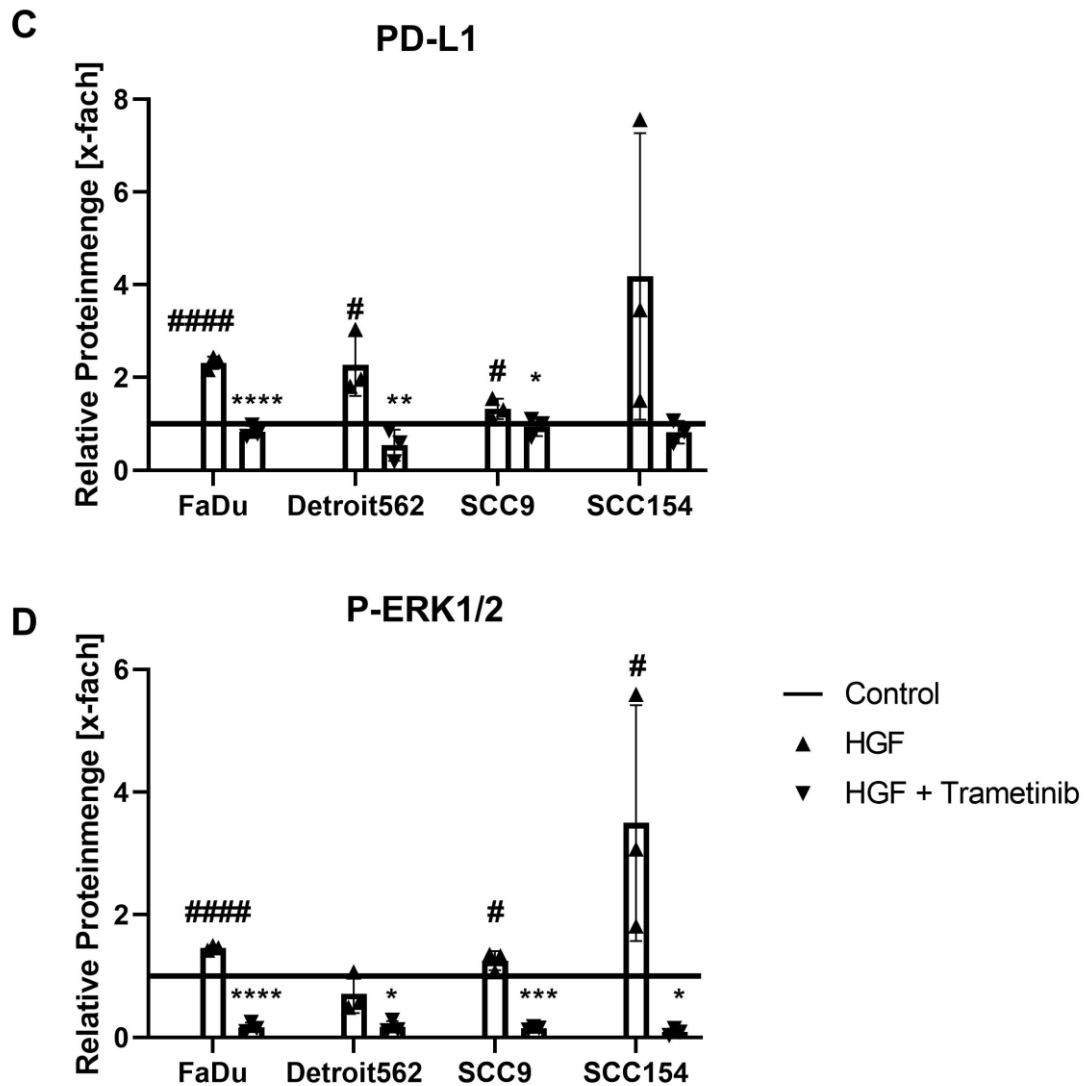 C
PD-L1
Relative Proteinmenge [x-fach]
8
6
4
2
0
####
****
#
**
#
*
FaDu
Detroit562
SCC9
SCC154
D
P-ERK1/2
Relative Proteinmenge [x-fach]
6
4
2
0
####
****
*
#
***
#
*
FaDu
Detroit562
SCC9
SCC154
Control
HGF
HGF + Trametinib